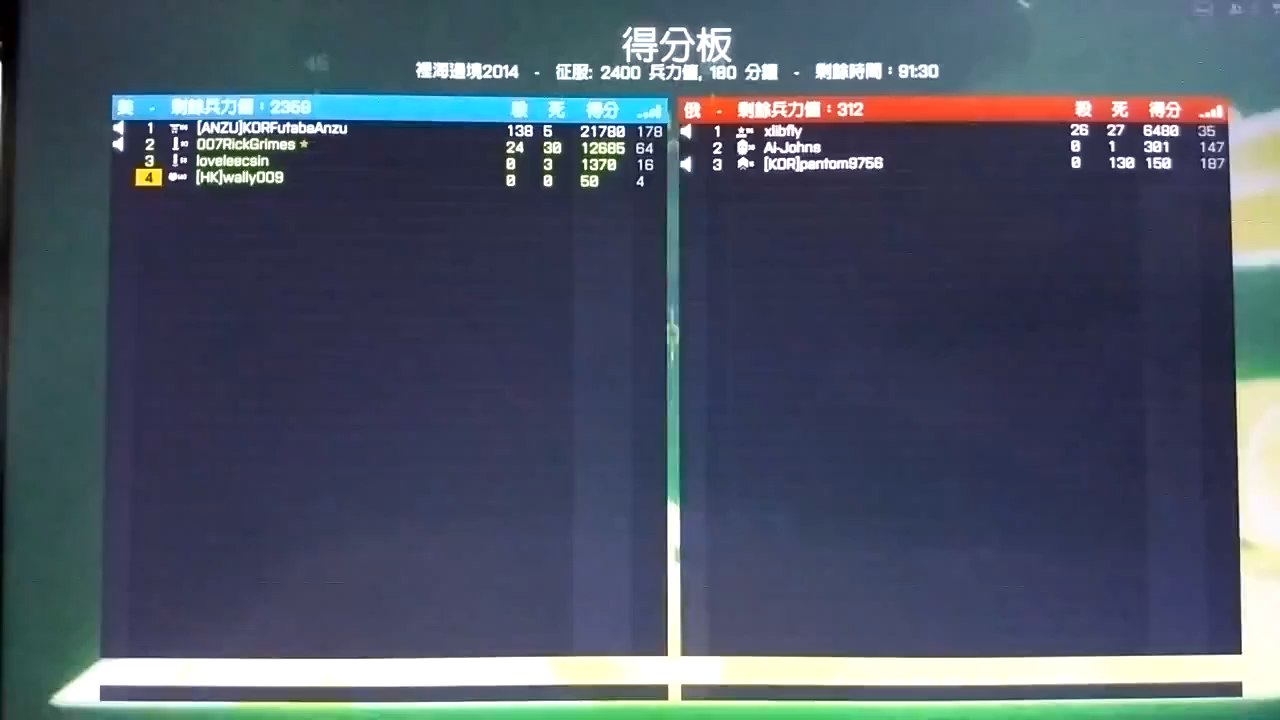 得分板
裡海邊境2014 - 征服: 2400 兵力值, 180 分鐘 - 剩餘時間：91:30
美 - 剩餘兵力值：2358
殺 死 得分
1 [ANZU]KORFutabaAnzu 138 5 21780 178
2 007RickGrimes 24 30 12685 64
3 loveleecsin 0 3 1370 16
4 [HK]wally009 0 0 50 4
俄 - 剩餘兵力值：312
殺 死 得分
1 xlibfly 26 27 6480 35
2 Al-Johns 0 1 301 147
3 [KOR]pantom9756 0 130 150 187